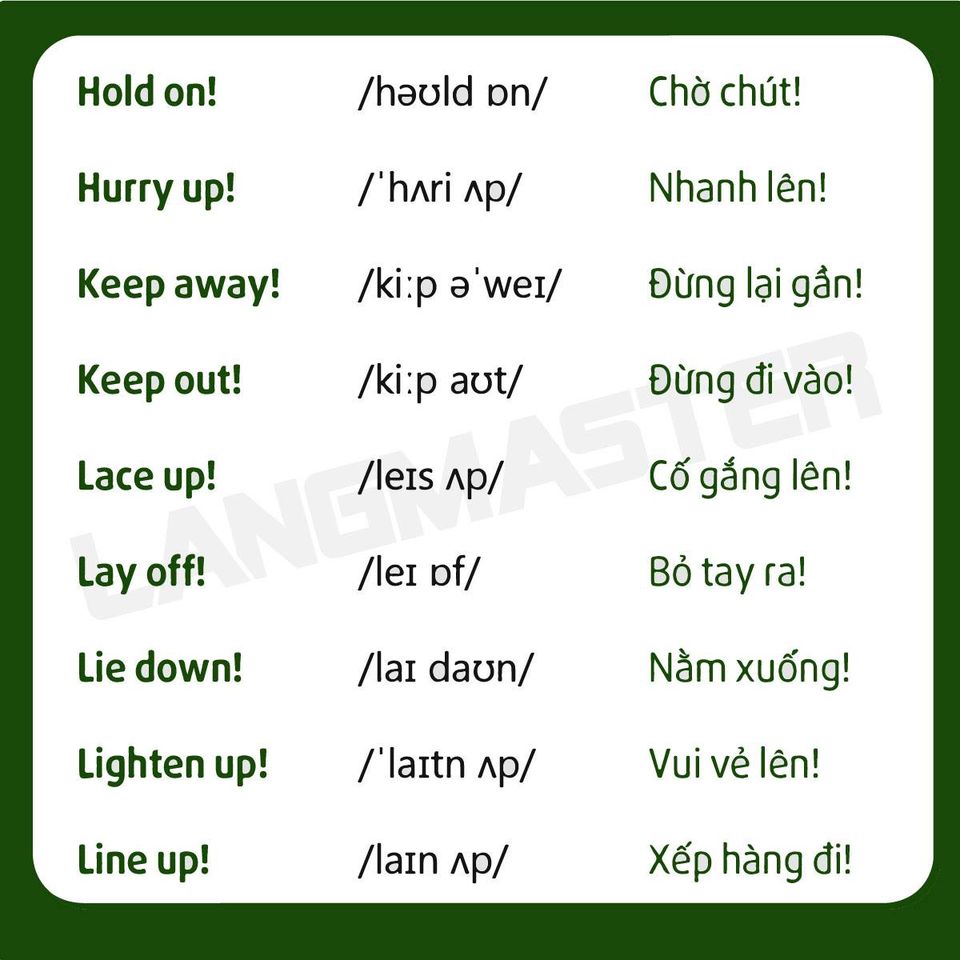 Hold on! /həʊld ɒn/ Chờ chút!
Hurry up! /ˈhʌri ʌp/ Nhanh lên!
Keep away! /kiːp əˈweɪ/ Đừng lại gần!
Keep out! /kiːp aʊt/ Đừng đi vào!
Lace up! /leɪs ʌp/ Cố gắng lên!
Lay off! /leɪ ɒf/ Bỏ tay ra!
Lie down! /laɪ daʊn/ Nằm xuống!
Lighten up! /ˈlaɪtn ʌp/ Vui vẻ lên!
Line up! /laɪn ʌp/ Xếp hàng đi!
LANGMASTER